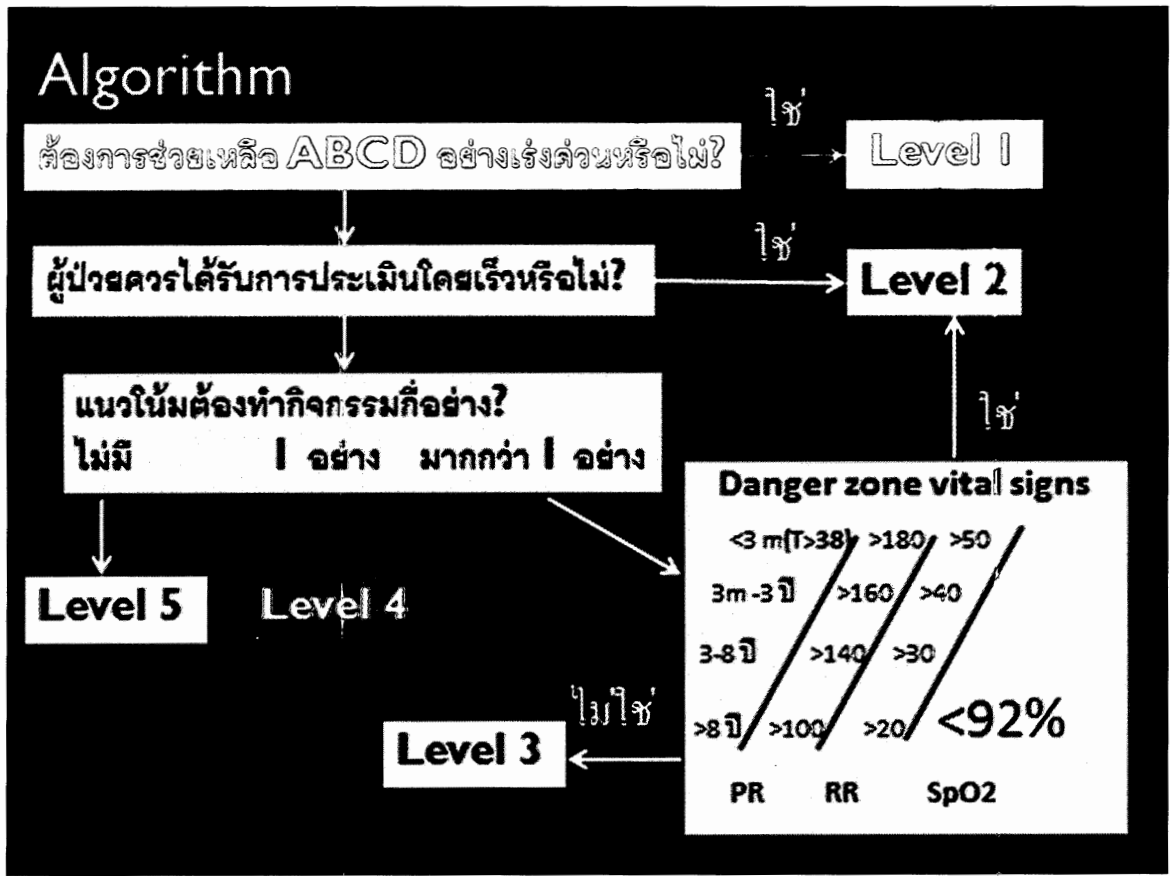 Algorithm
ใช่
ต้องการช่วยเหลือ ABCD อย่างเร่งด่วนหรือไม่?
Level 1
ใช่
ผู้ป่วยควรได้รับการประเมินโดยเร็วหรือไม่?
Level 2
แนวโน้มต้องทำกิจกรรมกี่อย่าง?
ไม่มี 1 อย่าง มากกว่า 1 อย่าง
ใช่
Danger zone vital signs
<3 m(T>38) >180 >50
3m -3 ปี >160 >40
3-8 ปี >140 >30
>8 ปี >100 >20 <92%
PR RR SpO2
Level 5
Level 4
ไม่ใช่
Level 3